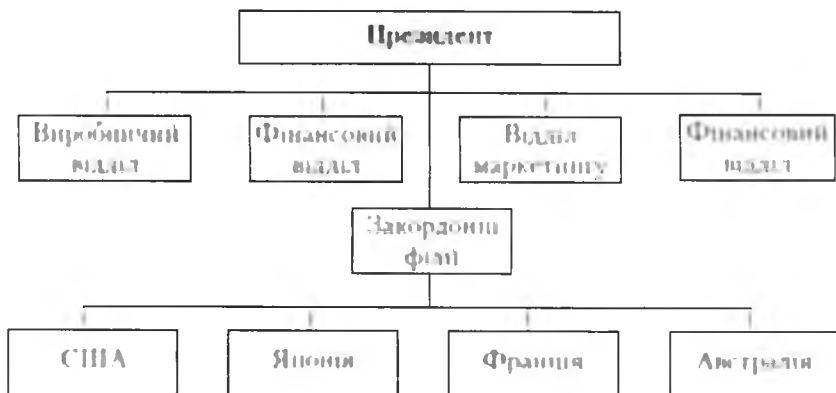 Президент
Виробничий
відділ
Фінансовий
відділ
Відділ
маркетингу
Фінансовий
відділ
Закордонні
філії
США
Японія
Франція
Австралія